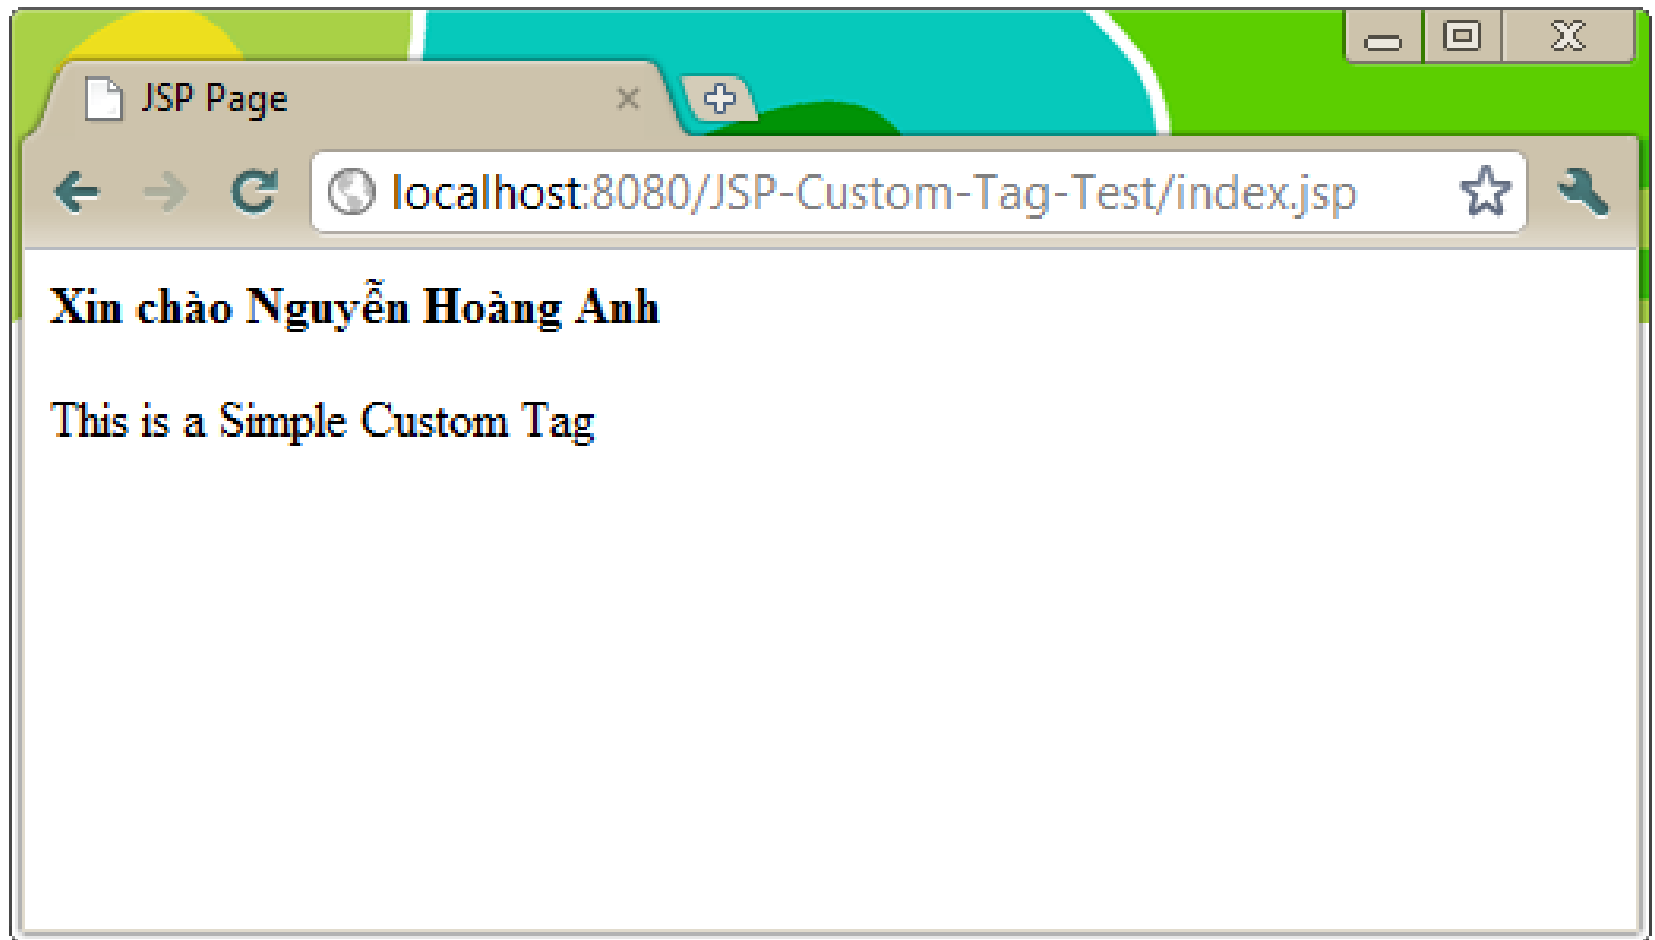 JSP Page
localhost:8080/JSP-Custom-Tag-Test/index.jsp
Xin chào Nguyễn Hoàng Anh
This is a Simple Custom Tag